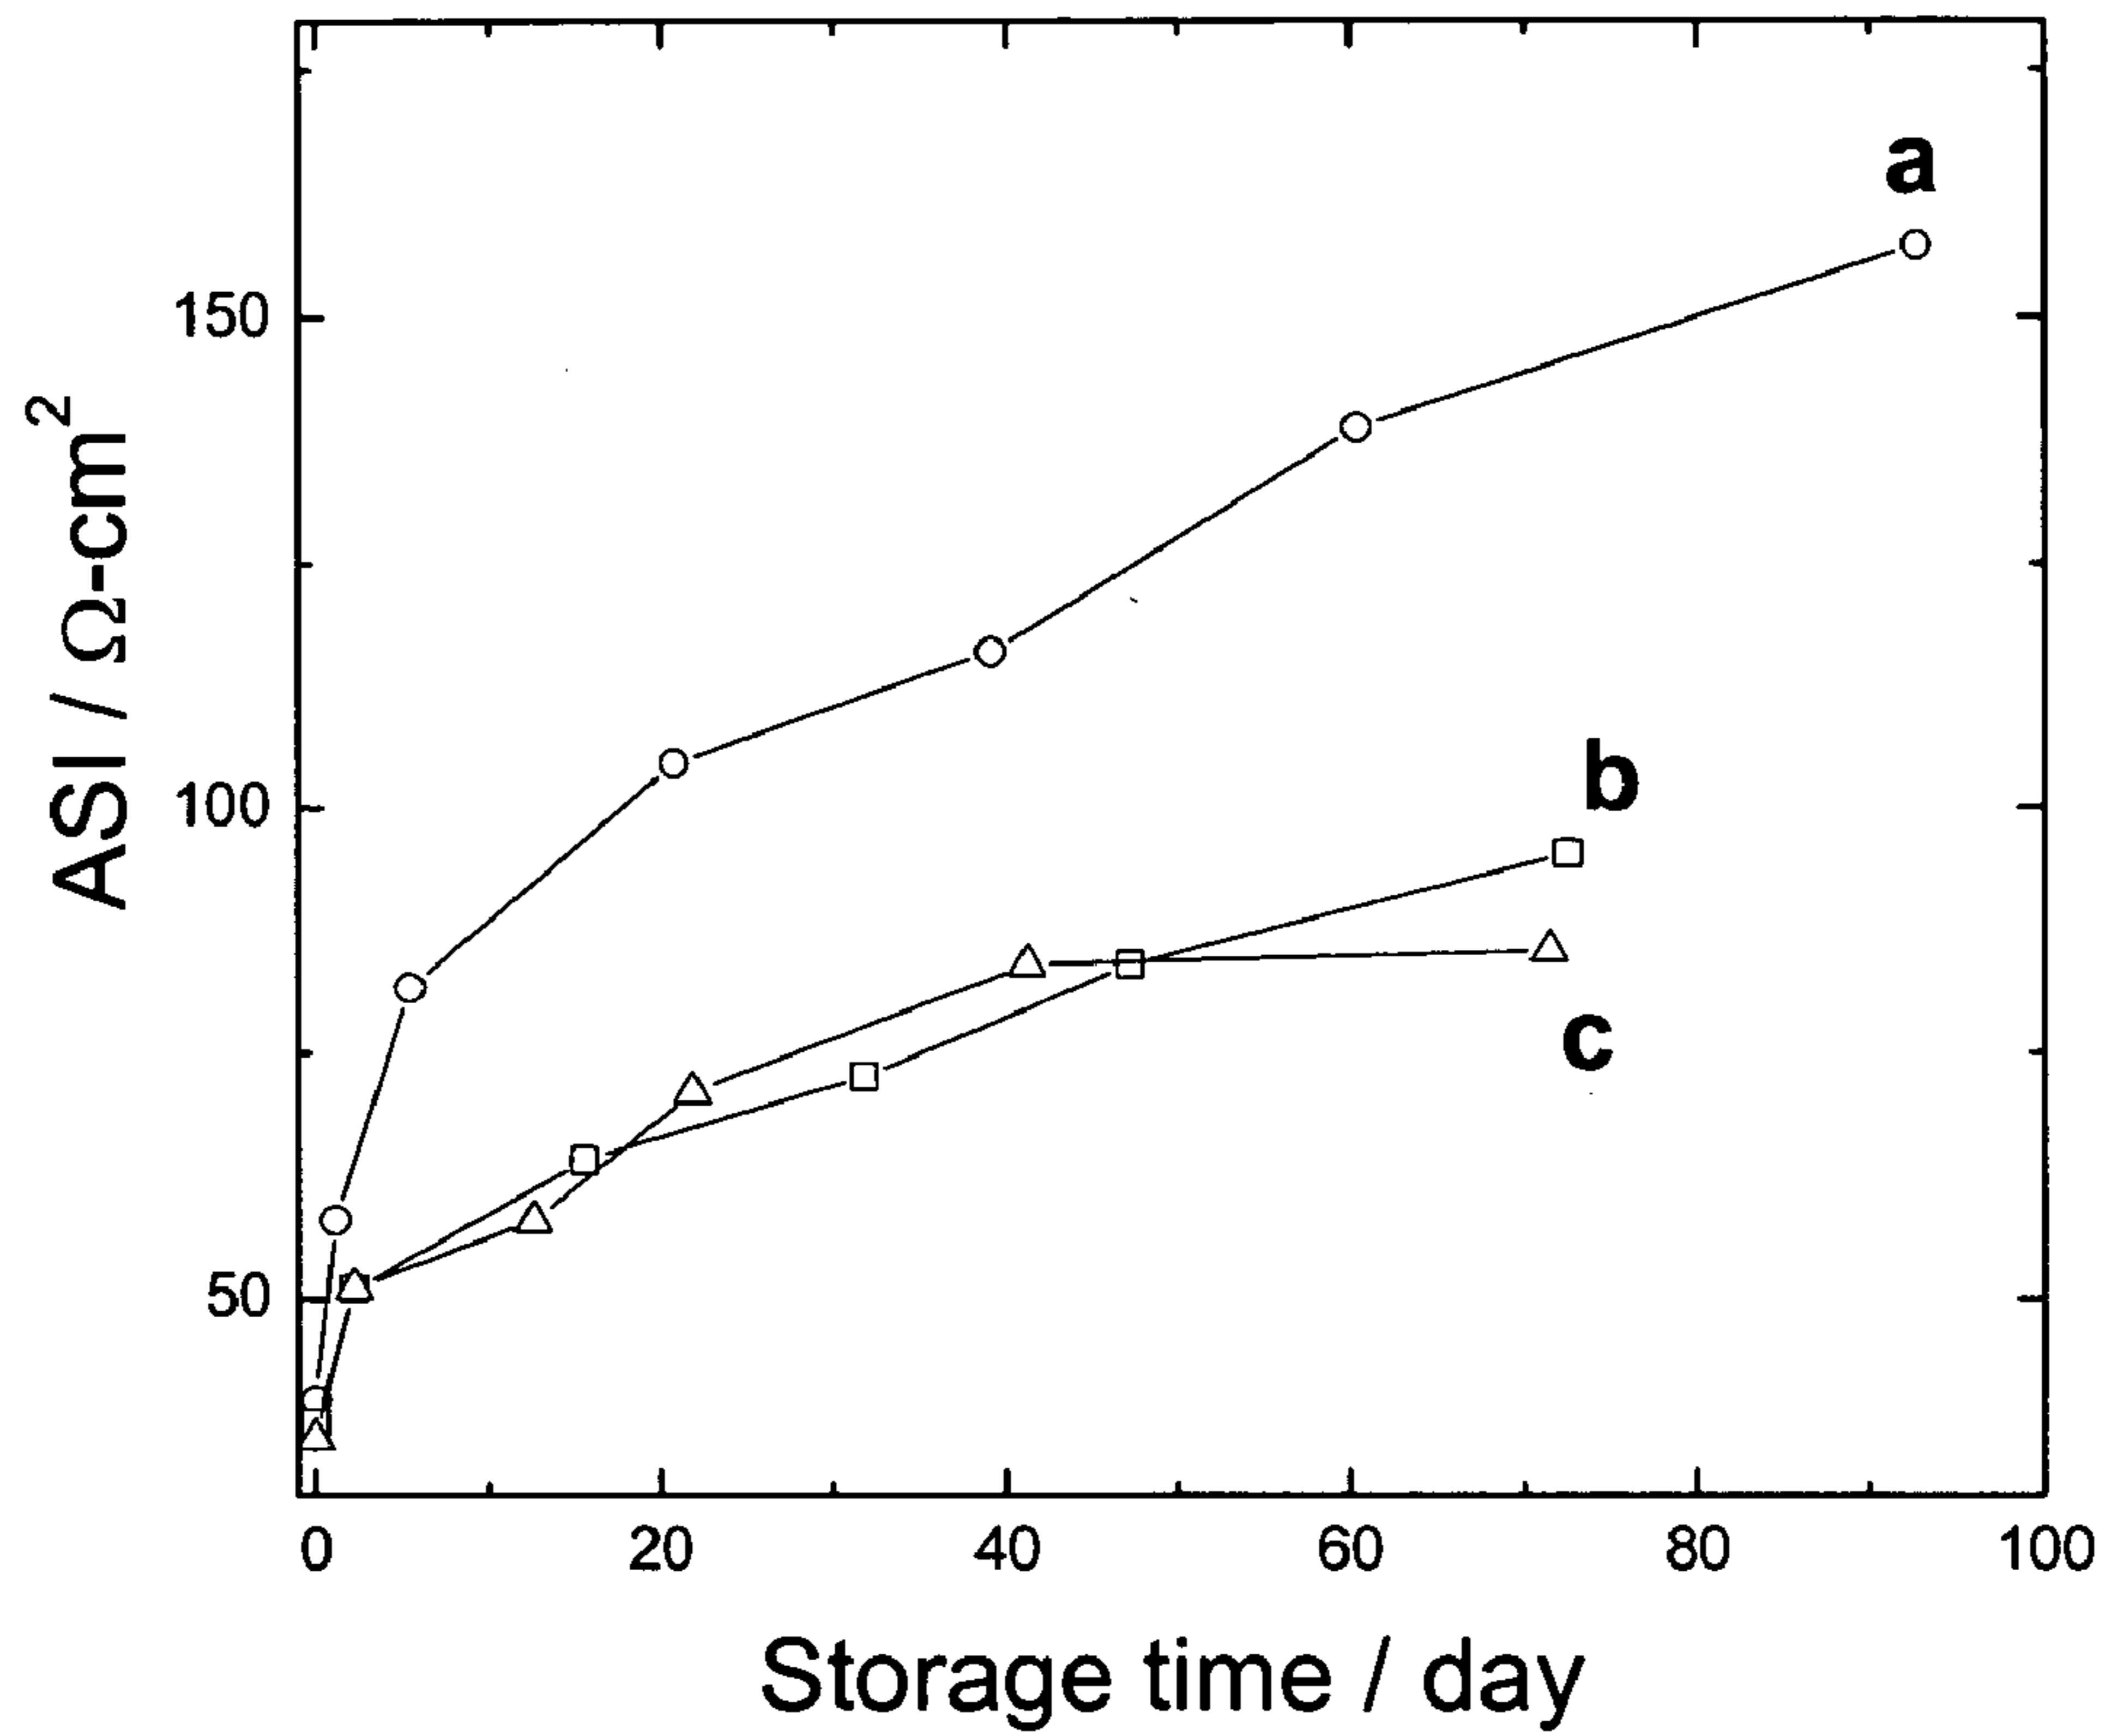 a
150
ASI / Ω-cm²
b
100
c
50
0 20 40 60 80 100
Storage time / day